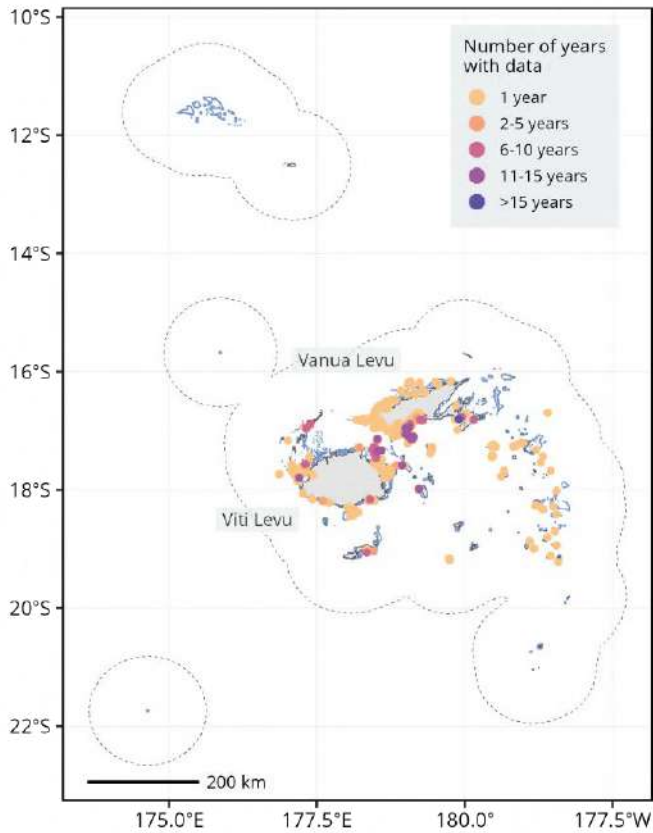 10°S
12°S
14°S
16°S
18°S
20°S
22°S
Number of years
with data
1 year
2-5 years
6-10 years
11-15 years
>15 years
Vanua Levu
Viti Levu
200 km
175.0°E
177.5°E
180.0°
177.5°W